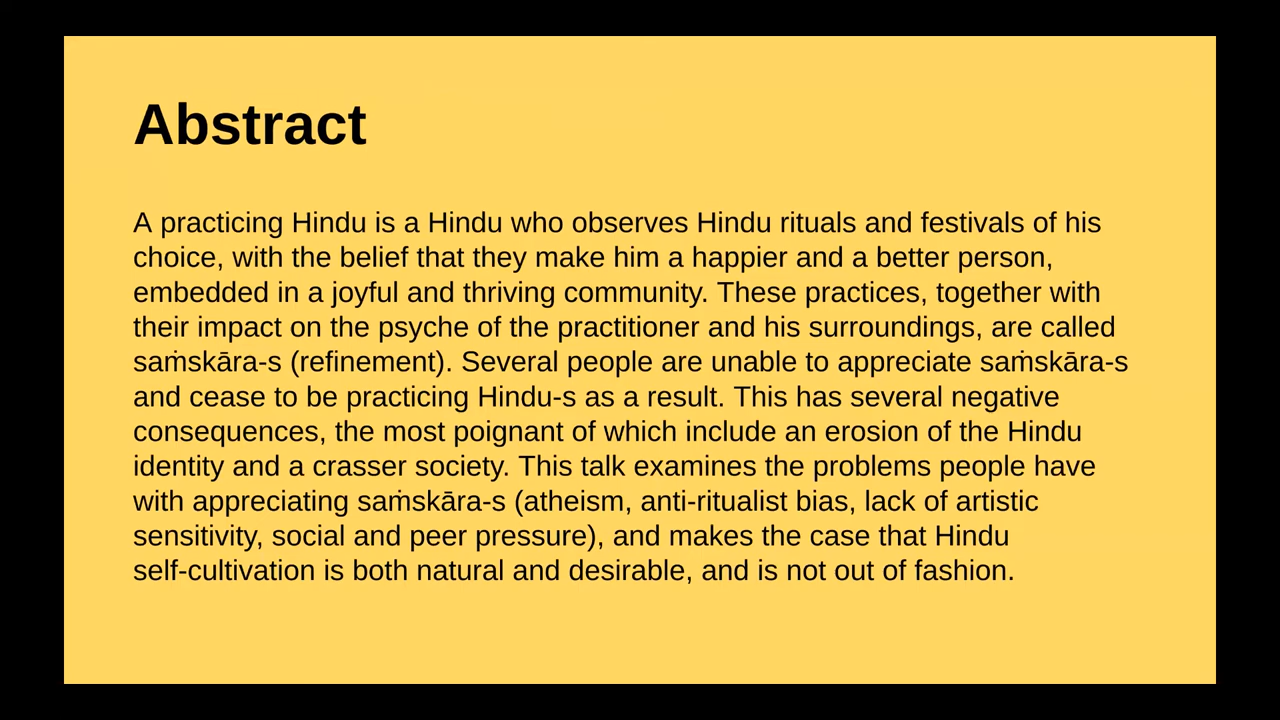 Abstract
A practicing Hindu is a Hindu who observes Hindu rituals and festivals of his
choice, with the belief that they make him a happier and a better person,
embedded in a joyful and thriving community. These practices, together with
their impact on the psyche of the practitioner and his surroundings, are called
saṁskāra-s (refinement). Several people are unable to appreciate saṁskāra-s
and cease to be practicing Hindu-s as a result. This has several negative
consequences, the most poignant of which include an erosion of the Hindu
identity and a crasser society. This talk examines the problems people have
with appreciating saṁskāra-s (atheism, anti-ritualist bias, lack of artistic
sensitivity, social and peer pressure), and makes the case that Hindu
self-cultivation is both natural and desirable, and is not out of fashion.